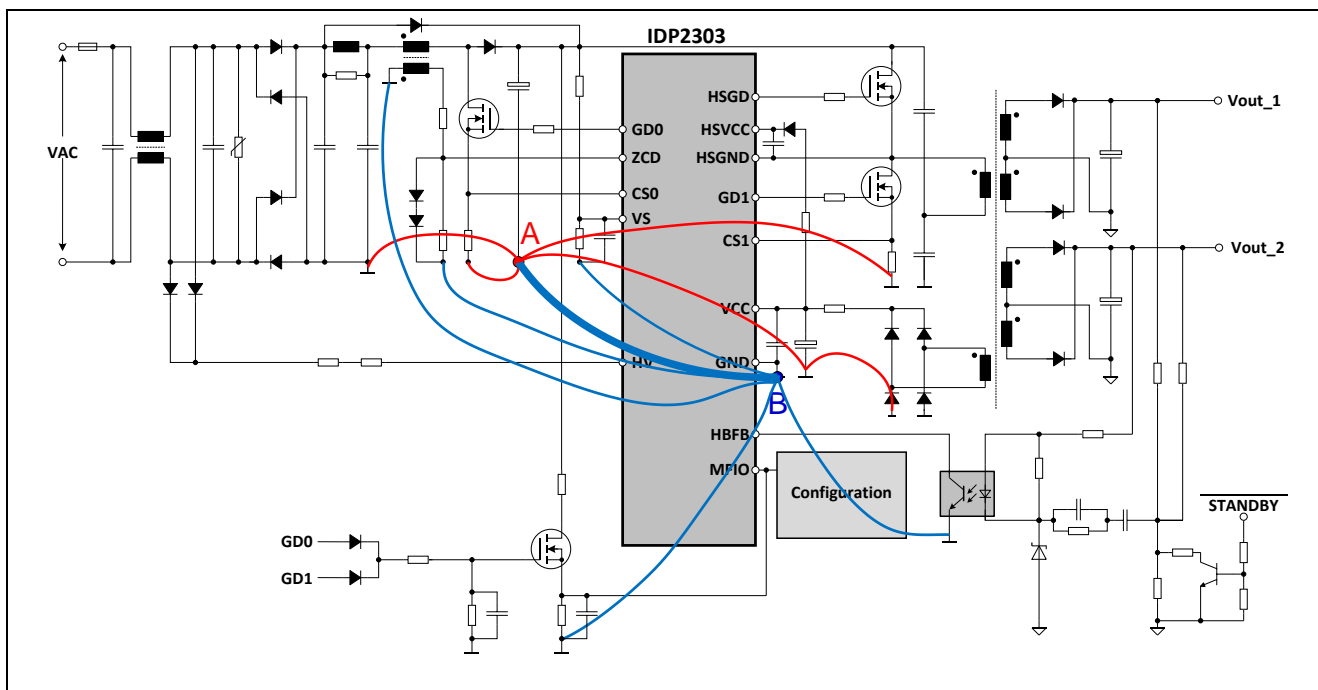 IDP2303
VAC
GD0
ZCD
CS0
VS
HV
HSGD
HSVCC
HSGND
GD1
CS1
VCC
GND
HBFB
MFIO
A
B
Configuration
Vout_1
Vout_2
STANDBY
GD0
GD1